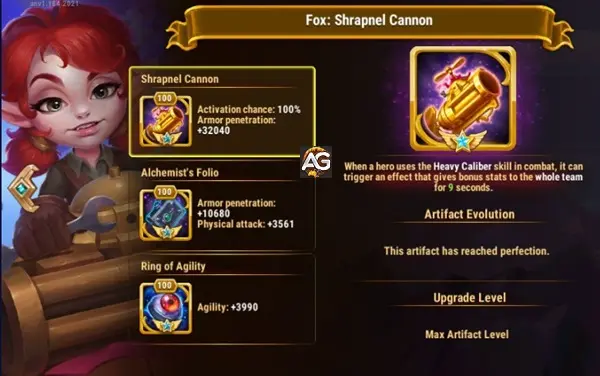 Fox: Shrapnel Cannon
Shrapnel Cannon
100
Activation chance: 100%
Armor penetration:
+32040
Alchemist's Folio
100
Armor penetration:
+10680
Physical attack: +3561
Ring of Agility
100
Agility: +3990
AG
When a hero uses the Heavy Caliber skill in combat, it can
trigger an effect that gives bonus stats to the whole team
for 9 seconds.
Artifact Evolution
This artifact has reached perfection.
Upgrade Level
Max Artifact Level